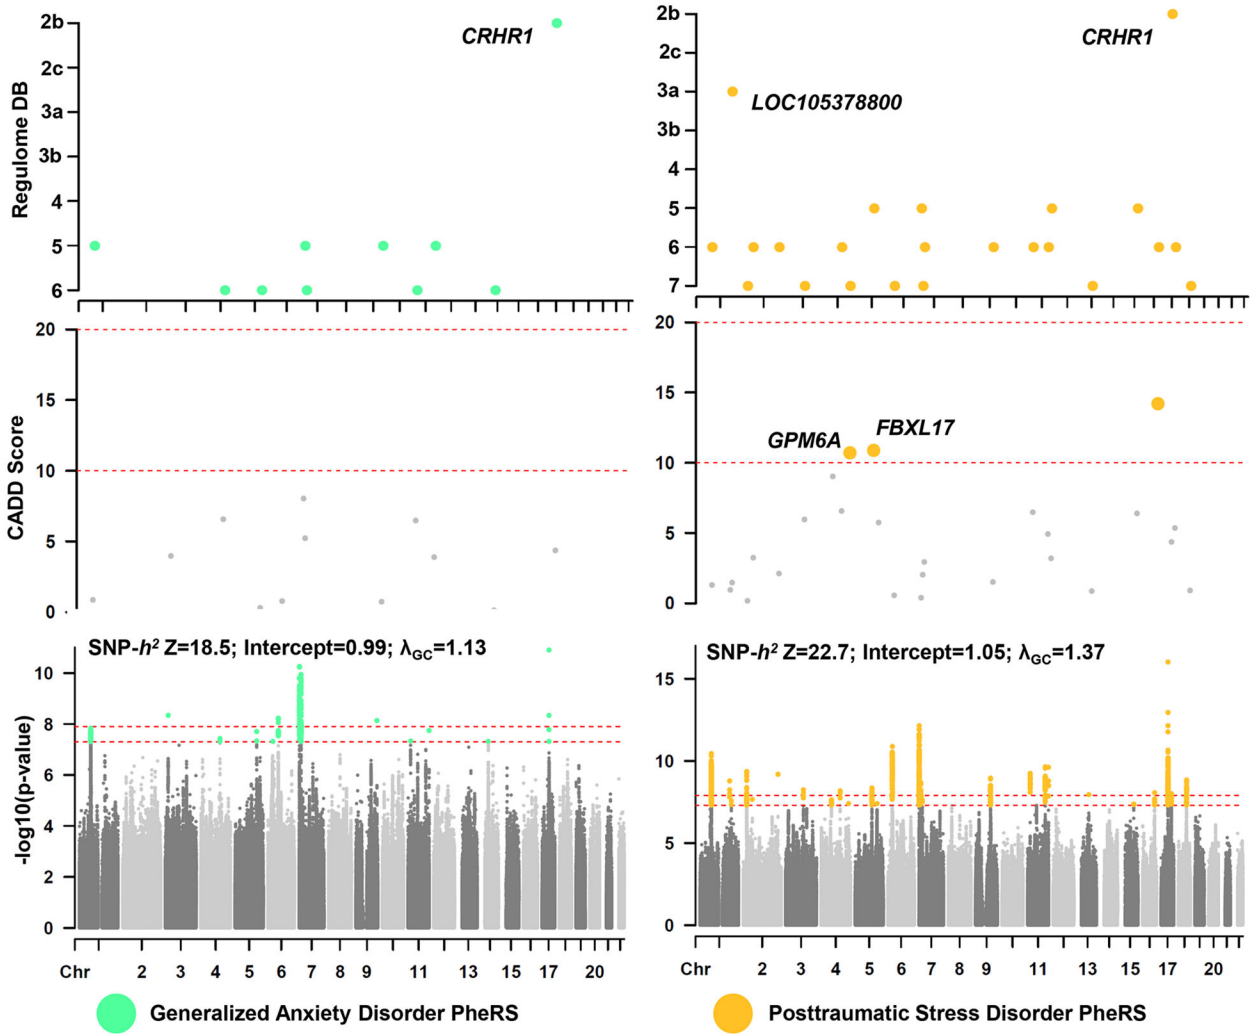 Regulome DB
2b
2c
3a
3b
4
5
6
CRHR1
2b
2c
3a
3b
4
5
6
7
CRHR1
LOC105378800
CADD Score
20
15
10
5
0
20
15
10
5
0
GPM6A
FBXL17
-log10(p-value)
SNP-h² Z=18.5; Intercept=0.99; λGC=1.13
10
8
6
4
2
0
Chr 2 3 4 5 6 7 8 9 11 13 15 17 20
SNP-h² Z=22.7; Intercept=1.05; λGC=1.37
15
10
5
0
Chr 2 3 4 5 6 7 8 9 11 13 15 17 20
Generalized Anxiety Disorder PheRS
Posttraumatic Stress Disorder PheRS